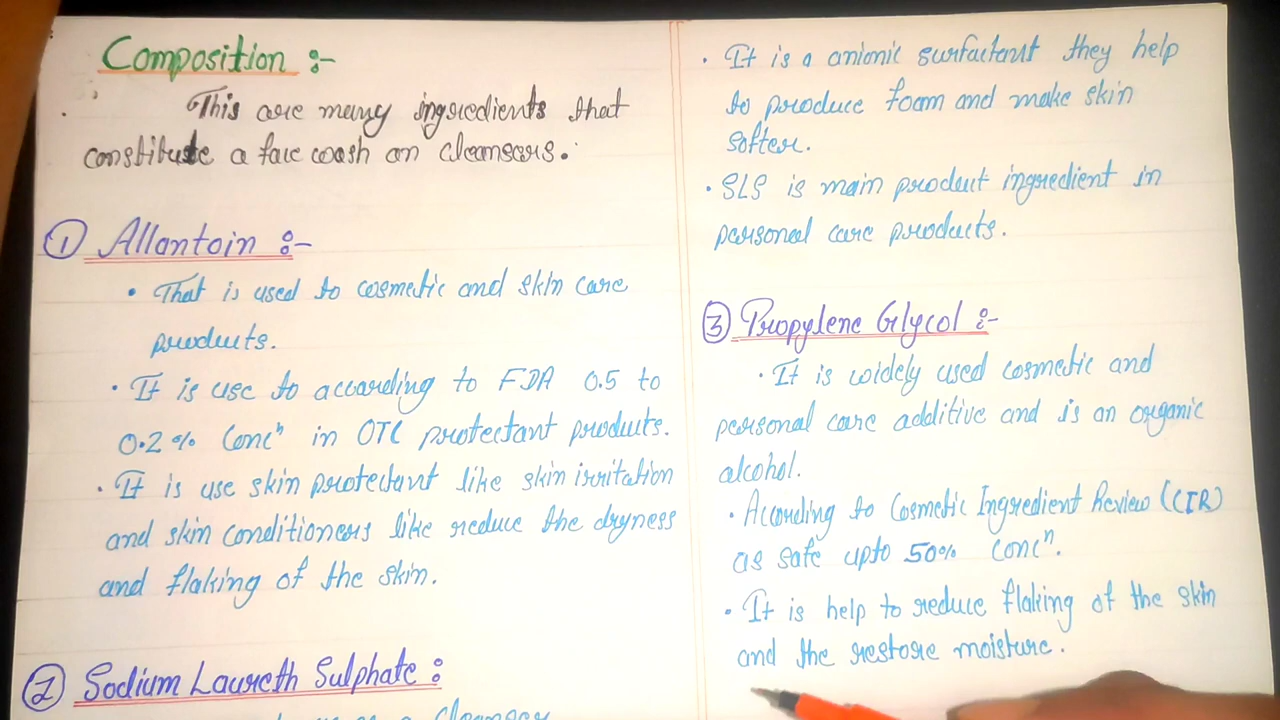 Composition :-
This are many ingredients that
constitute a face wash an cleansers.
① Allantoin :-
• That is used to cosmetic and skin care
products.
• It is use to according to FDA 0.5 to
0.2% Concⁿ in OTC protectant products.
• It is use skin protectant like skin irritation
and skin conditioners like reduce the dryness
and flaking of the skin.
② Sodium Laureth Sulphate :
a Cleanser
• It is a anionic surfactant they help
to produce foam and make skin
softer.
• SLS is main product ingredient in
personal care products.
③ Propylene Glycol :-
• It is widely used cosmetic and
personal care additive and is an organic
alcohol.
• According to Cosmetic Ingredient Review (CIR)
as safe upto 50% Concⁿ.
• It is help to reduce flaking of the skin
and the restore moisture.